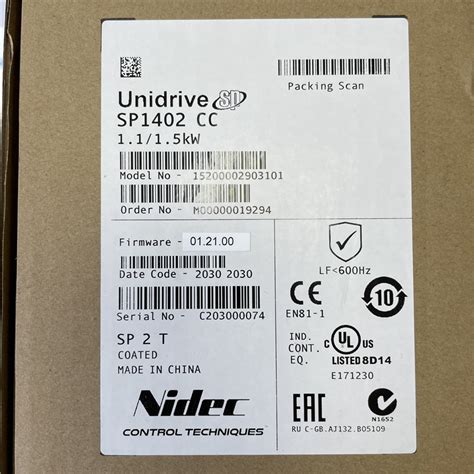 Unidrive sp
SP1402 CC
1.1/1.5kW
Packing Scan
Model No - 15200002903101
Order No - M00000019294
Firmware - 01.21.00
Date Code - 2030 2030
Serial No - C203000074
SP 2 T
COATED
MADE IN CHINA
Nidec
CONTROL TECHNIQUES
LF<600Hz
CE
EN81-1
10
IND.
CONT.
EQ.
C UL US
LISTED 8D14
E171230
EAC
RU C-GB.AJ132.B05109
N1652